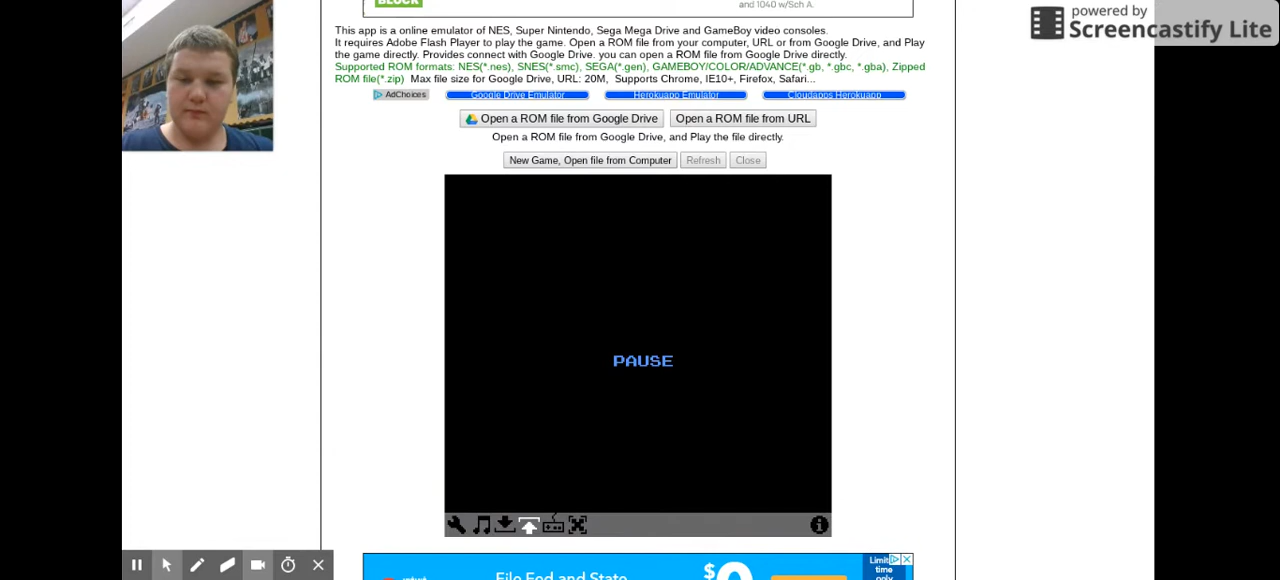 BLOCK
and 1040 w/Sch A.
powered by
Screencastify Lite
This app is a online emulator of NES, Super Nintendo, Sega Mega Drive and GameBoy video consoles.
It requires Adobe Flash Player to play the game. Open a ROM file from your computer, URL or from Google Drive, and Play
the game directly. Provides connect with Google Drive. you can open a ROM file from Google Drive directly.
Supported ROM formats: NES(*.nes), SNES(*.smc), SEGA(*.gen), GAMEBOY/COLOR/ADVANCE(*.gb, *.gbc, *.gba), Zipped
ROM file(*.zip) Max file size for Google Drive, URL: 20M, Supports Chrome, IE10+, Firefox, Safari...
AdChoices Google Drive Emulator Herokuapp Emulator Cloudapps Herokuapp
Open a ROM file from Google Drive Open a ROM file from URL
Open a ROM file from Google Drive, and Play the file directly.
New Game, Open file from Computer Refresh Close
PAUSE
File Fed and State
$0
Limit
time
only